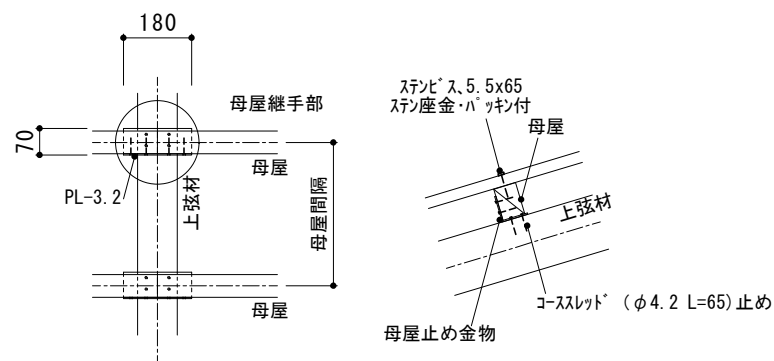 180
母屋継手部
70
PL-3.2
母屋
上弦材
母屋間隔
母屋
ステンビス、5.5x65
ステン座金・パッキン付
母屋
上弦材
コーススレッド (φ4.2 L=65) 止め
母屋止め金物